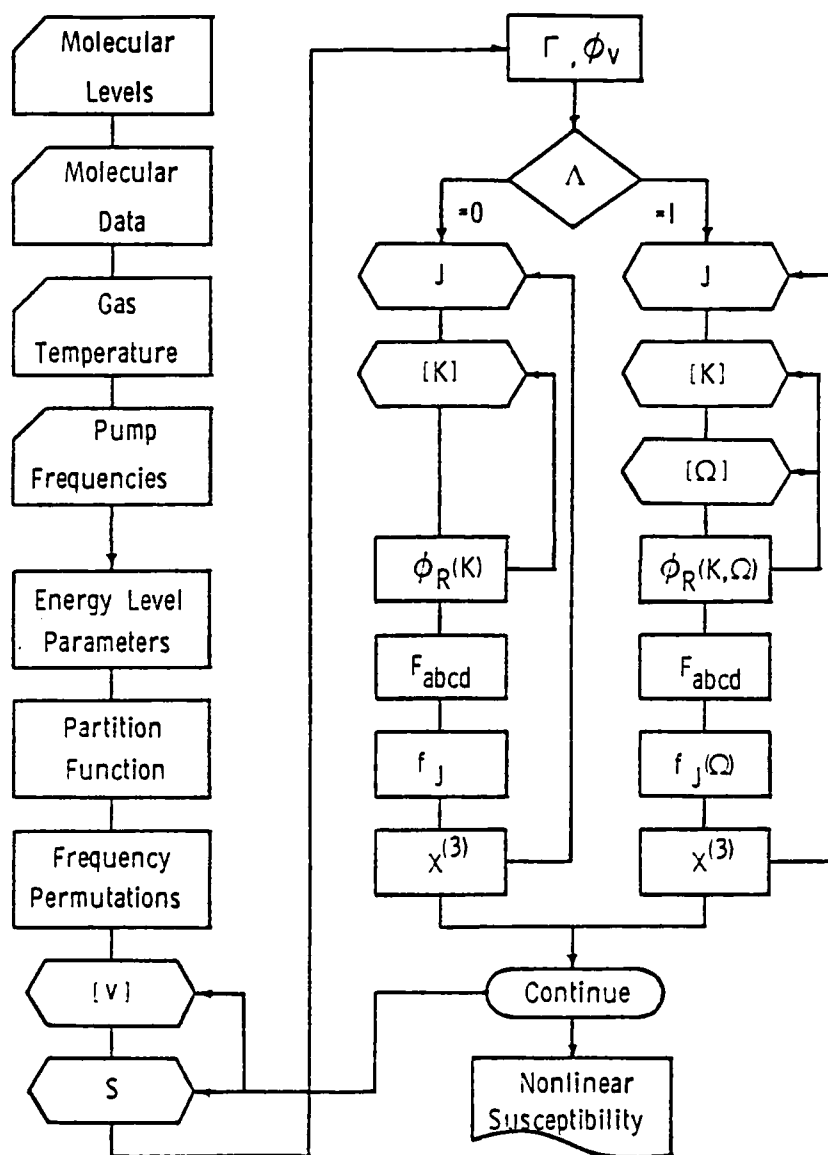 Molecular
Levels
Molecular
Data
Gas
Temperature
Pump
Frequencies
Energy Level
Parameters
Partition
Function
Frequency
Permutations
[v]
S
Γ, ϕv
Λ
=0
=1
J
[K]
ϕR(K)
Fabcd
fJ
χ(3)
J
[K]
[Ω]
ϕR(K,Ω)
Fabcd
fJ(Ω)
χ(3)
Continue
Nonlinear
Susceptibility